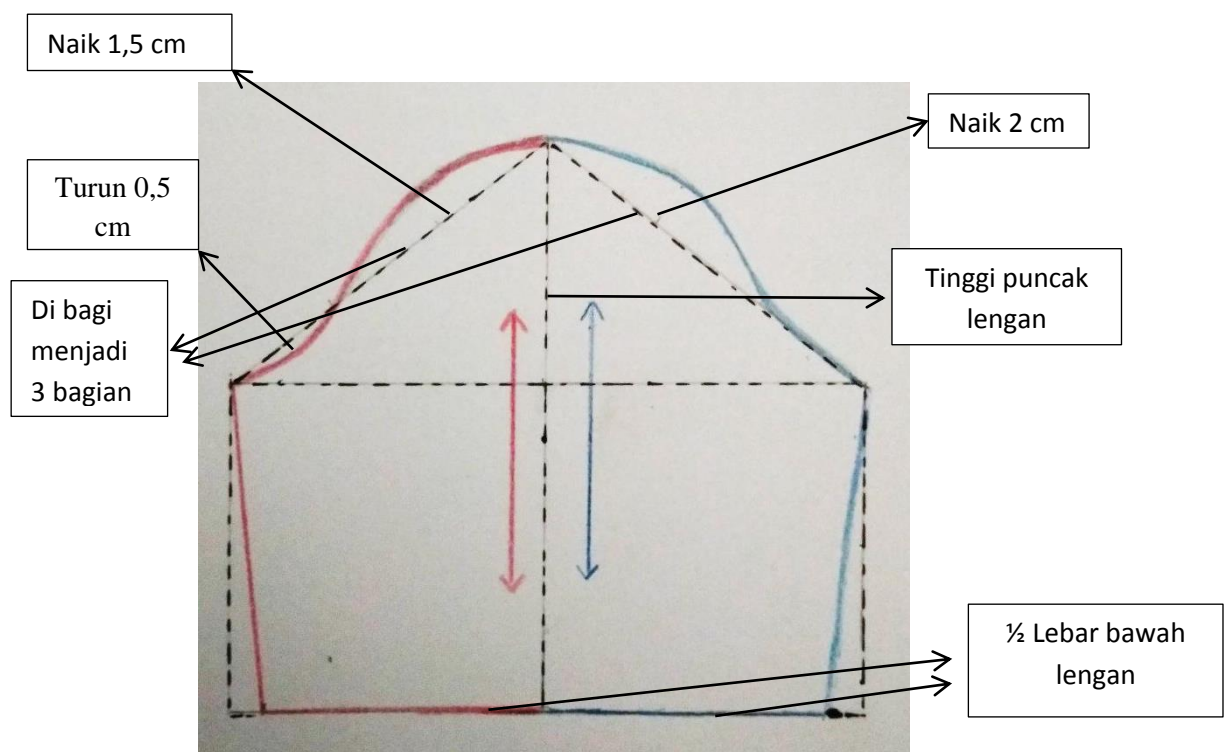 Naik 1,5 cm
Naik 2 cm
Turun 0,5
cm
Tinggi puncak
lengan
Di bagi
menjadi
3 bagian
½ Lebar bawah
lengan